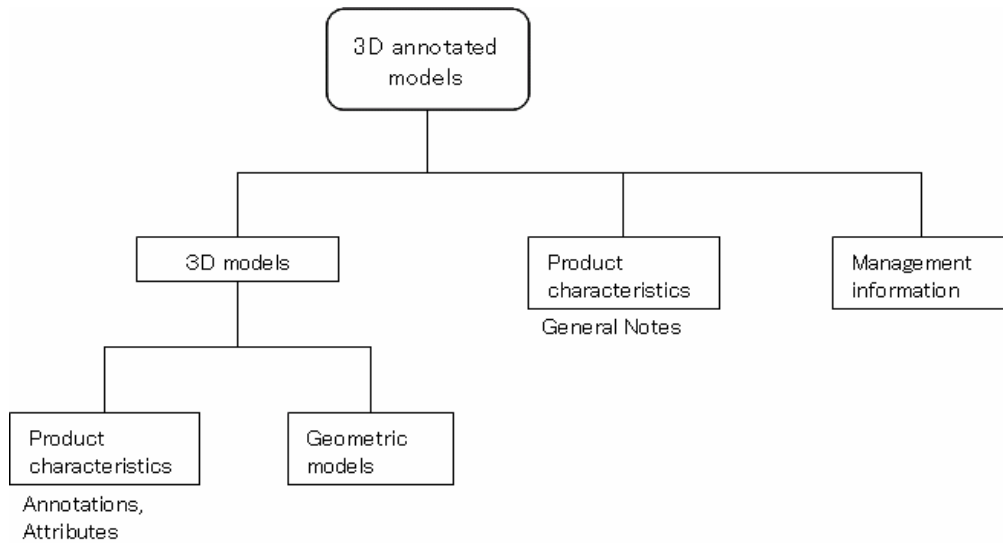 3D annotated
models
3D models
Product
characteristics
General Notes
Management
information
Product
characteristics
Annotations,
Attributes
Geometric
models